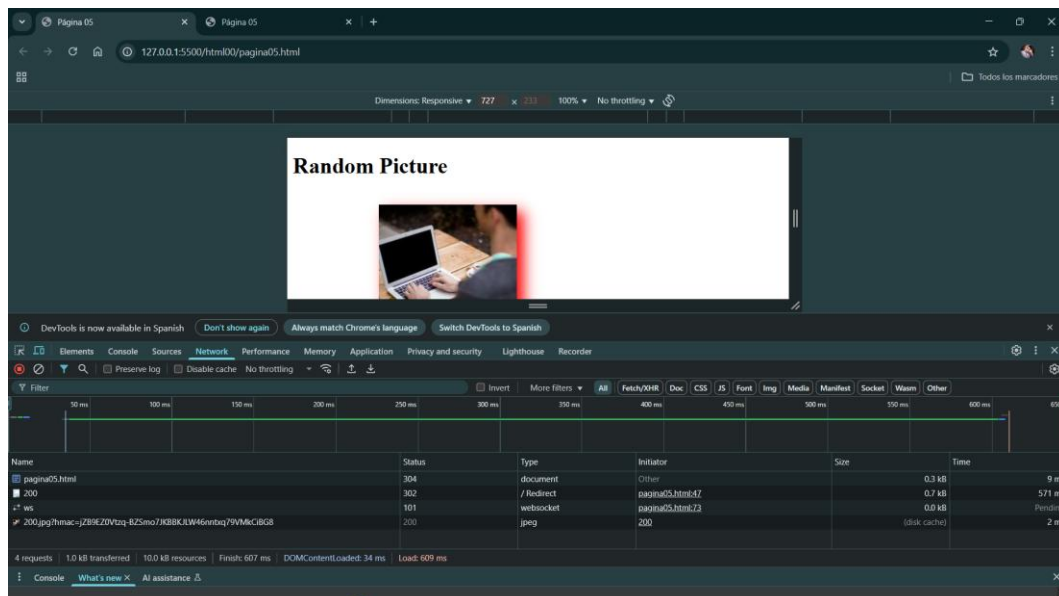 Página 05
Página 05
127.0.0.1:5500/html00/pagina05.html
Todos los marcadores
Dimensions: Responsive 727 × 233 100% No throttling
Random Picture
DevTools is now available in Spanish Don't show again Always match Chrome's language Switch DevTools to Spanish
Elements Console Sources Network Performance Memory Application Privacy and security Lighthouse Recorder
Preserve log Disable cache No throttling
Filter Invert More filters All Fetch/XHR Doc CSS JS Font Img Media Manifest Socket Wasm Other
50 ms 100 ms 150 ms 200 ms 250 ms 300 ms 350 ms 400 ms 450 ms 500 ms 550 ms 600 ms 65
Name Status Type Initiator Size Time
pagina05.html 304 document Other 0.3 kB 9 m
200 302 / Redirect pagina05.html:47 0.7 kB 571 m
ws 101 websocket pagina05.html:73 0.0 kB Pendin
200 jpeg 200 (disk cache) 2 m
4 requests 1.0 kB transferred 10.0 kB resources Finish: 607 ms DOMContentLoaded: 34 ms Load: 609 ms
Console What's new AI assistance